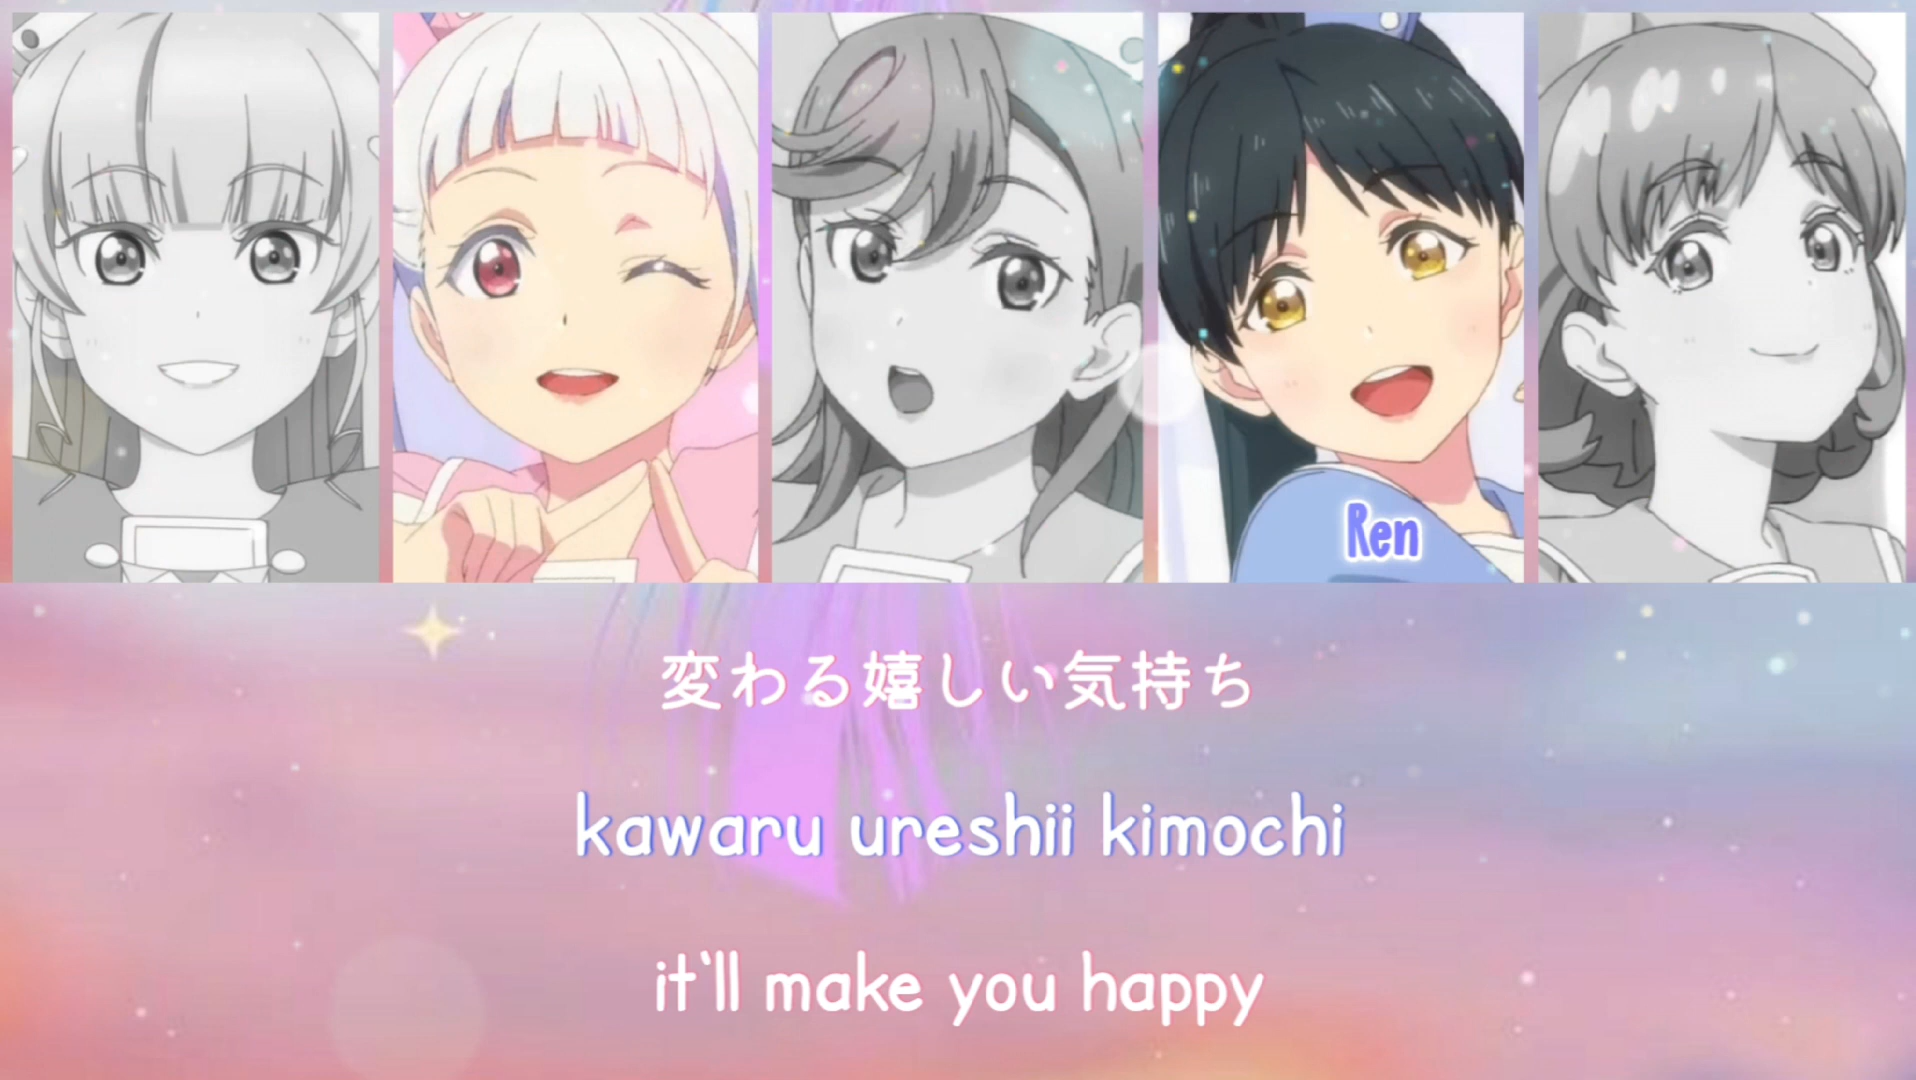 Ren
変わる嬉しい気持ち
kawaru ureshii kimochi
it'll make you happy